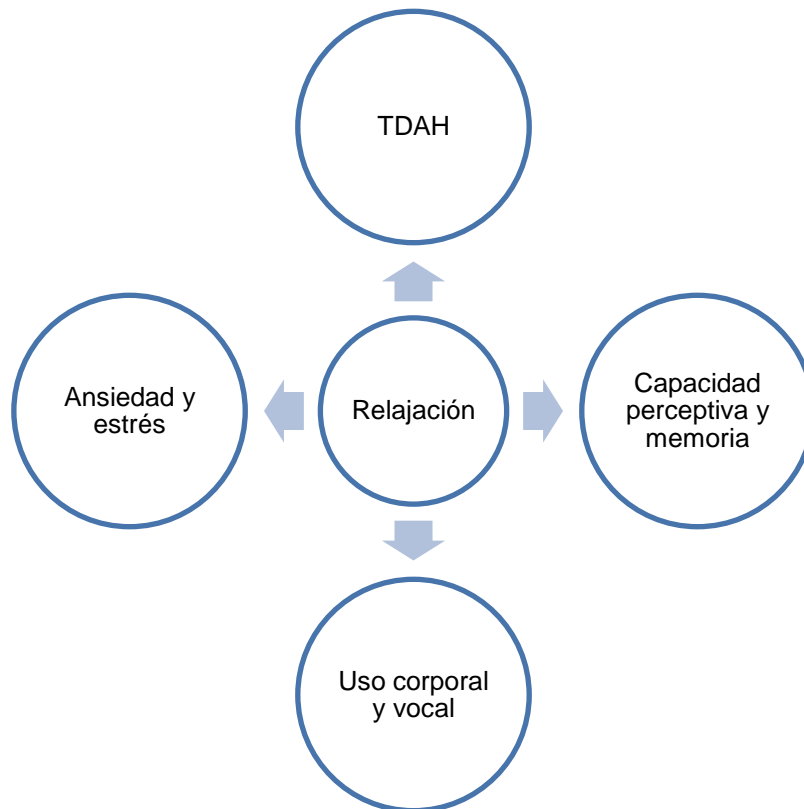 TDAH
Ansiedad y
estrés
Relajación
Capacidad
perceptiva y
memoria
Uso corporal
y vocal